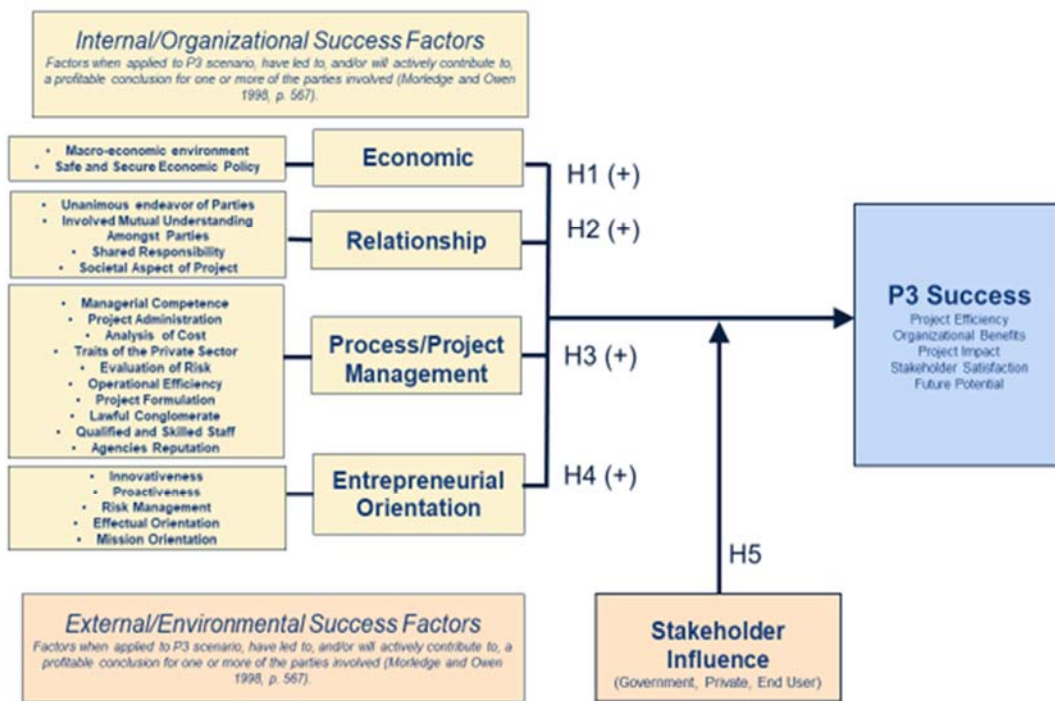 Internal/Organizational Success Factors
Factors when applied to P3 scenario, have led to, and/or will actively contribute to,
a profitable conclusion for one or more of the parties involved (Morledge and Owen
1998, p. 567).
• Macro-economic environment
• Safe and Secure Economic Policy
Economic
H1 (+)
• Unanimous endeavor of Parties
• Involved Mutual Understanding
Amongst Parties
• Shared Responsibility
• Societal Aspect of Project
Relationship
H2 (+)
• Managerial Competence
• Project Administration
• Analysis of Cost
• Traits of the Private Sector
• Evaluation of Risk
• Operational Efficiency
• Project Formulation
• Lawful Conglomerate
• Qualified and Skilled Staff
• Agencies Reputation
Process/Project
Management
H3 (+)
• Innovativeness
• Proactiveness
• Risk Management
• Effectual Orientation
• Mission Orientation
Entrepreneurial
Orientation
H4 (+)
P3 Success
Project Efficiency
Organizational Benefits
Project Impact
Stakeholder Satisfaction
Future Potential
H5
External/Environmental Success Factors
Factors when applied to P3 scenario, have led to, and/or will actively contribute to, a
profitable conclusion for one or more of the parties involved (Morledge and Owen
1998, p. 567).
Stakeholder
Influence
(Government, Private, End User)